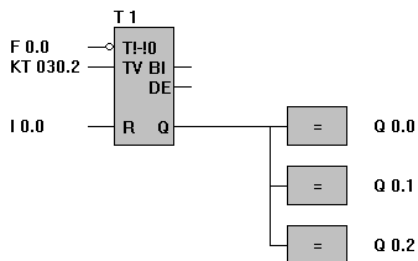 T 1
F 0.0 T!-!0
KT 030.2 TV BI
DE
I 0.0 R Q = Q 0.0
= Q 0.1
= Q 0.2